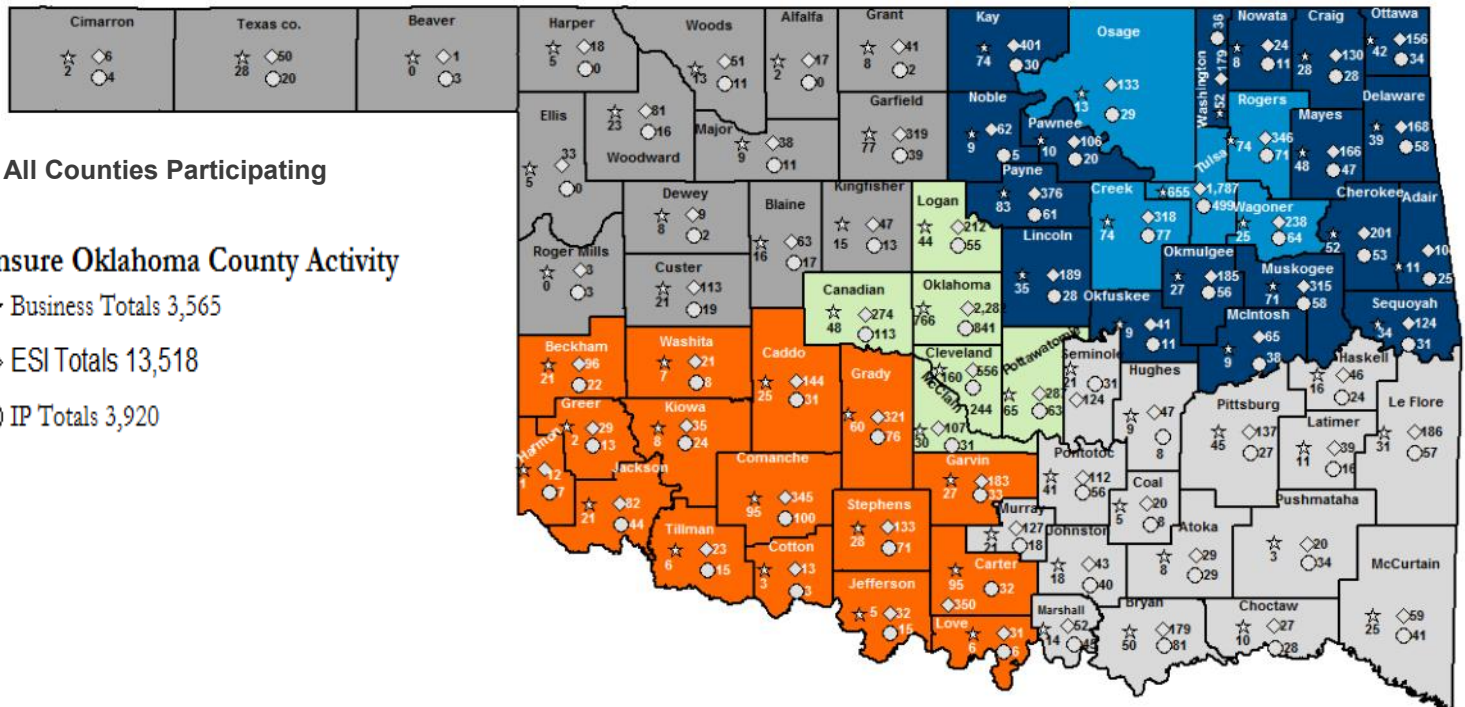 Cimarron
2 6 4
Texas co.
28 50 20
Beaver
0 1 3
Harper
5 18 0
Woods
13 51 11
Alfalfa
2 17 0
Grant
8 41 2
Kay
74 401 30
Osage
13 133 29
Washington
52 179 36
Nowata
8 24 11
Craig
28 130 28
Ottawa
42 156 34
Ellis
5 33 0
Woodward
23 81 16
Major
9 38 11
Garfield
77 319 39
Noble
9 62 5
Pawnee
10 106 20
Rogers
74 346 71
Mayes
48 166 47
Delaware
39 168 58
All Counties Participating
nsure Oklahoma County Activity
Business Totals 3,565
ESI Totals 13,518
IP Totals 3,920
Roger Mills
0 3 3
Dewey
8 9 2
Custer
21 113 19
Blaine
16 63 17
Kingfisher
15 47 13
Logan
44 212 55
Payne
83 376 61
Creek
74 318 77
Tulsa
655 1,787 499
Wagoner
25 238 64
Cherokee
52 201 53
Adair
11 25
Lincoln
35 189 28
Okmulgee
27 185 56
Muskogee
71 315 58
Sequoyah
34 124 31
Canadian
48 274 113
Oklahoma
766 841
Okfuskee
9 41 11
McIntosh
9 65 38
Beckham
21 96 22
Washita
7 21 8
Caddo
25 144 31
Grady
60 321 76
McClain
30 107 31
Cleveland
160 556 244
Pottawatomie
65 63
Seminole
21 31 124
Hughes
9 47 8
Haskell
16 46 24
Pittsburg
45 137 27
Latimer
11 39 16
Le Flore
31 186 57
Greer
2 29 13
Harmon
1 12 7
Kiowa
8 35 24
Jackson
21 82 44
Comanche
95 345 100
Tillman
6 23 15
Cotton
3 13 3
Stephens
28 133 71
Garvin
27 183 33
Murray
21 127 18
Pontotoc
41 112 56
Coal
5 20 8
Johnston
18 43 40
Atoka
8 29 29
Pushmataha
3 20 34
McCurtain
25 59 41
Jefferson
5 32 15
Carter
95 32 350
Love
6 31 6
Marshall
14 52 45
Bryan
50 179 81
Choctaw
10 27 28